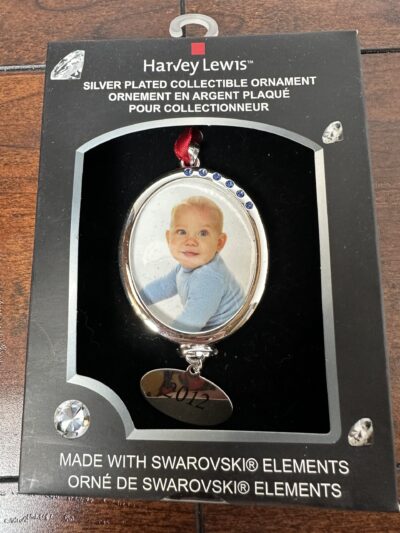 Harvey Lewis™
SILVER PLATED COLLECTIBLE ORNAMENT
ORNEMENT EN ARGENT PLAQUÉ
POUR COLLECTIONNEUR
2012
MADE WITH SWAROVSKI® ELEMENTS
ORNÉ DE SWAROVSKI® ELEMENTS